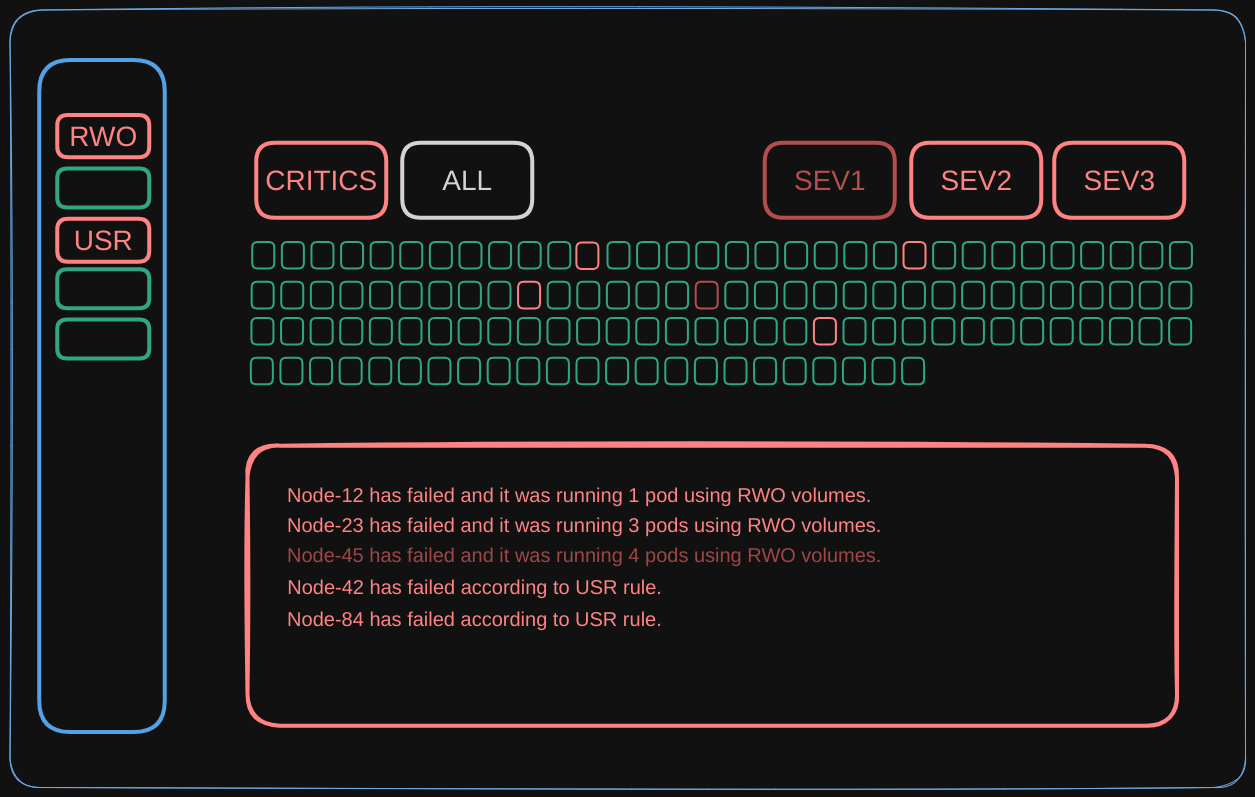 RWO
USR
CRITICS
ALL
SEV1
SEV2
SEV3
Node-12 has failed and it was running 1 pod using RWO volumes.
Node-23 has failed and it was running 3 pods using RWO volumes.
Node-45 has failed and it was running 4 pods using RWO volumes.
Node-42 has failed according to USR rule.
Node-84 has failed according to USR rule.